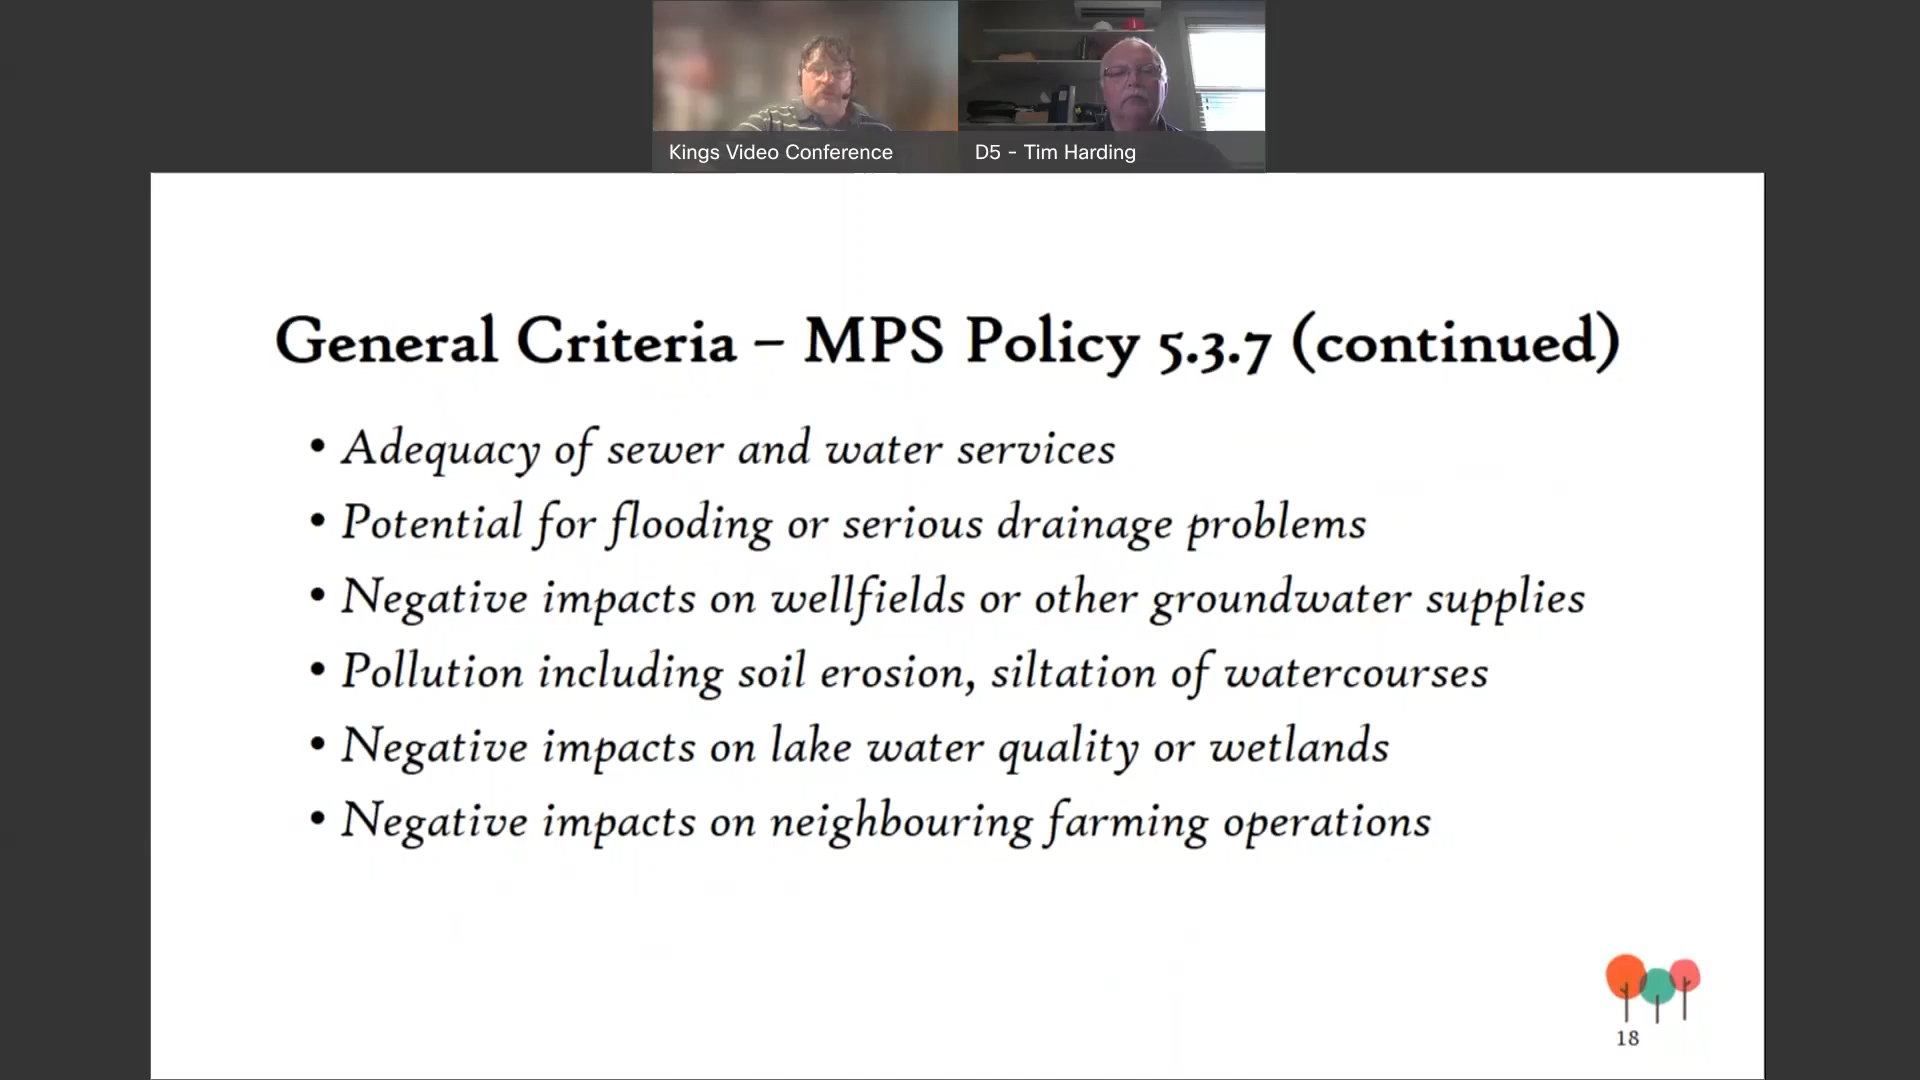 Kings Video Conference
D5 - Tim Harding
General Criteria – MPS Policy 5.3.7 (continued)
• Adequacy of sewer and water services
• Potential for flooding or serious drainage problems
• Negative impacts on wellfields or other groundwater supplies
• Pollution including soil erosion, siltation of watercourses
• Negative impacts on lake water quality or wetlands
• Negative impacts on neighbouring farming operations
18